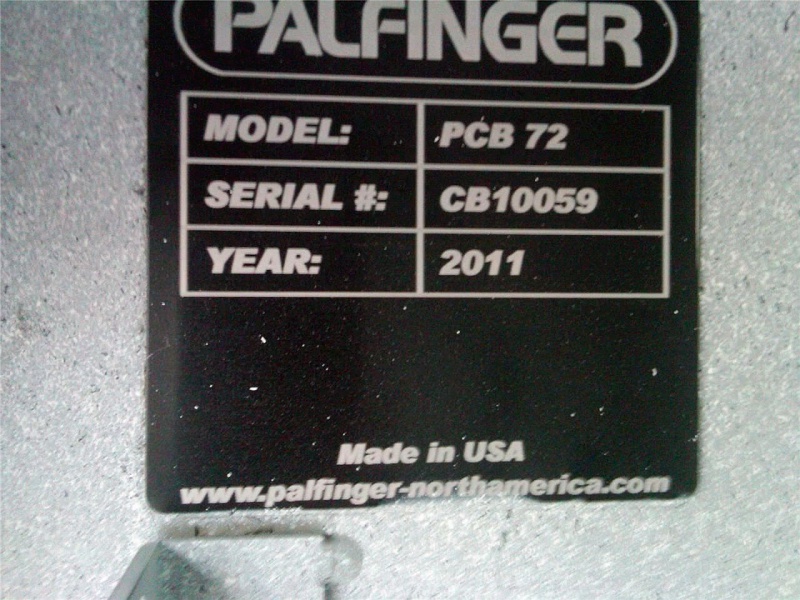 PALFINGER
MODEL: PCB 72
SERIAL #: CB10059
YEAR: 2011
Made in USA
www.palfinger-northamerica.com